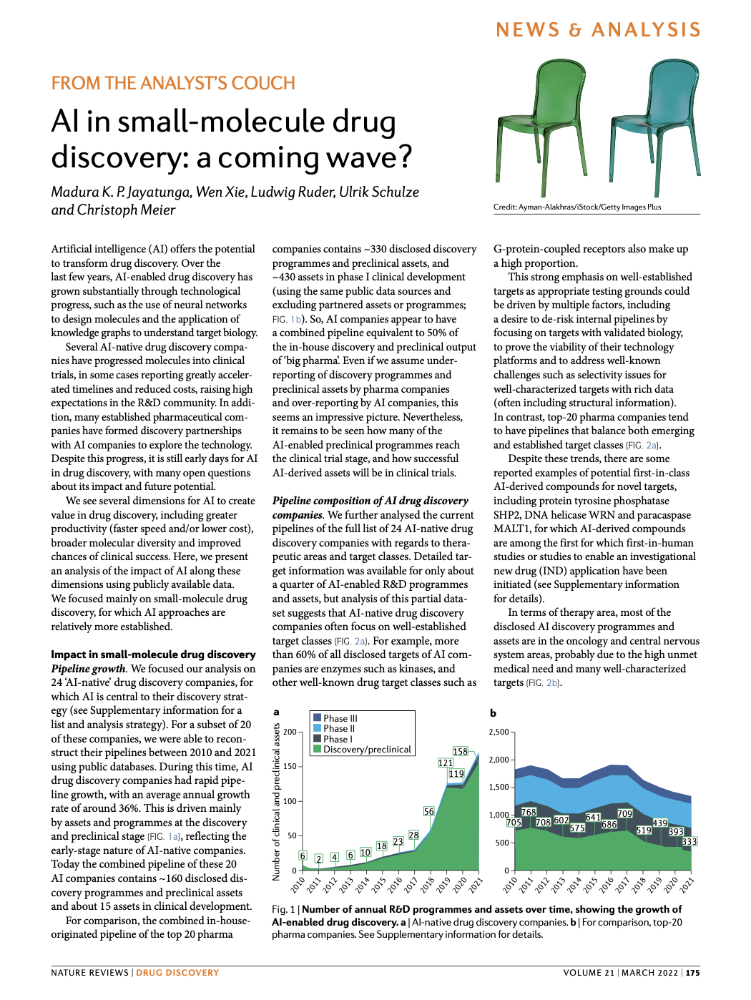 NEWS & ANALYSIS
FROM THE ANALYST'S COUCH
AI in small-molecule drug
discovery: a coming wave?
Madura K. P. Jayatunga, Wen Xie, Ludwig Ruder, Ulrik Schulze
and Christoph Meier
Credit: Ayman-Alakhras/iStock/Getty Images Plus
Artificial intelligence (AI) offers the potential
to transform drug discovery. Over the
last few years, AI-enabled drug discovery has
grown substantially through technological
progress, such as the use of neural networks
to design molecules and the application of
knowledge graphs to understand target biology.
Several AI-native drug discovery compa-
nies have progressed molecules into clinical
trials, in some cases reporting greatly acceler-
ated timelines and reduced costs, raising high
expectations in the R&D community. In addi-
tion, many established pharmaceutical com-
panies have formed discovery partnerships
with AI companies to explore the technology.
Despite this progress, it is still early days for AI
in drug discovery, with many open questions
about its impact and future potential.
We see several dimensions for AI to create
value in drug discovery, including greater
productivity (faster speed and/or lower cost),
broader molecular diversity and improved
chances of clinical success. Here, we present
an analysis of the impact of AI along these
dimensions using publicly available data.
We focused mainly on small-molecule drug
discovery, for which AI approaches are
relatively more established.
Impact in small-molecule drug discovery
Pipeline growth. We focused our analysis on
24 'AI-native' drug discovery companies, for
which AI is central to their discovery strat-
egy (see Supplementary information for a
list and analysis strategy). For a subset of 20
of these companies, we were able to recon-
struct their pipelines between 2010 and 2021
using public databases. During this time, AI
drug discovery companies had rapid pipe-
line growth, with an average annual growth
rate of around 36%. This is driven mainly
by assets and programmes at the discovery
and preclinical stage (FIG. 1a), reflecting the
early-stage nature of AI-native companies.
Today the combined pipeline of these 20
AI companies contains ~160 disclosed dis-
covery programmes and preclinical assets
and about 15 assets in clinical development.
For comparison, the combined in-house-
originated pipeline of the top 20 pharma
companies contains ~330 disclosed discovery
programmes and preclinical assets, and
~430 assets in phase I clinical development
(using the same public data sources and
excluding partnered assets or programmes;
FIG. 1b). So, AI companies appear to have
a combined pipeline equivalent to 50% of
the in-house discovery and preclinical output
of 'big pharma'. Even if we assume under-
reporting of discovery programmes and
preclinical assets by pharma companies
and over-reporting by AI companies, this
seems an impressive picture. Nevertheless,
it remains to be seen how many of the
AI-enabled preclinical programmes reach
the clinical trial stage, and how successful
AI-derived assets will be in clinical trials.
Pipeline composition of AI drug discovery
companies. We further analysed the current
pipelines of the full list of 24 AI-native drug
discovery companies with regards to thera-
peutic areas and target classes. Detailed tar-
get information was available for only about
a quarter of AI-enabled R&D programmes
and assets, but analysis of this partial data-
set suggests that AI-native drug discovery
companies often focus on well-established
target classes (FIG. 2a). For example, more
than 60% of all disclosed targets of AI com-
panies are enzymes such as kinases, and
other well-known drug target classes such as
G-protein-coupled receptors also make up
a high proportion.
This strong emphasis on well-established
targets as appropriate testing grounds could
be driven by multiple factors, including
a desire to de-risk internal pipelines by
focusing on targets with validated biology,
to prove the viability of their technology
platforms and to address well-known
challenges such as selectivity issues for
well-characterized targets with rich data
(often including structural information).
In contrast, top-20 pharma companies tend
to have pipelines that balance both emerging
and established target classes (FIG. 2a).
Despite these trends, there are some
reported examples of potential first-in-class
AI-derived compounds for novel targets,
including protein tyrosine phosphatase
SHP2, DNA helicase WRN and paracaspase
MALT1, for which AI-derived compounds
are among the first for which first-in-human
studies or studies to enable an investigational
new drug (IND) application have been
initiated (see Supplementary information
for details).
In terms of therapy area, most of the
disclosed AI discovery programmes and
assets are in the oncology and central nervous
system areas, probably due to the high unmet
medical need and many well-characterized
targets (FIG. 2b).
a
Number of clinical and preclinical assets
Phase III
Phase II
Phase I
Discovery/preclinical
200
150
100
50
0
6 2 4 6 10 18 23 28 56 121 119 158
2010 2011 2012 2013 2014 2015 2016 2017 2018 2019 2020 2021
b
2,500
2,000
1,500
1,000
500
0
705 768 708 602 575 641 686 709 519 439 393 333
2010 2011 2012 2013 2014 2015 2016 2017 2018 2019 2020 2021
Fig. 1 | Number of annual R&D programmes and assets over time, showing the growth of
AI-enabled drug discovery. a | AI-native drug discovery companies. b | For comparison, top-20
pharma companies. See Supplementary information for details.
NATURE REVIEWS | DRUG DISCOVERY
VOLUME 21 | MARCH 2022 | 175